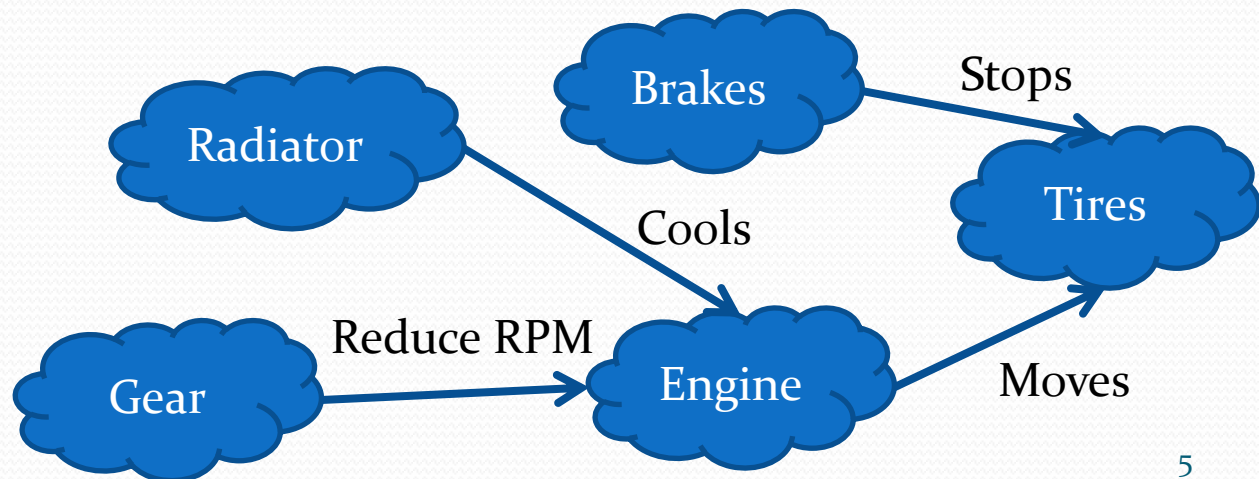 Brakes
Stops
Radiator
Tires
Cools
Reduce RPM
Gear
Engine
Moves
5